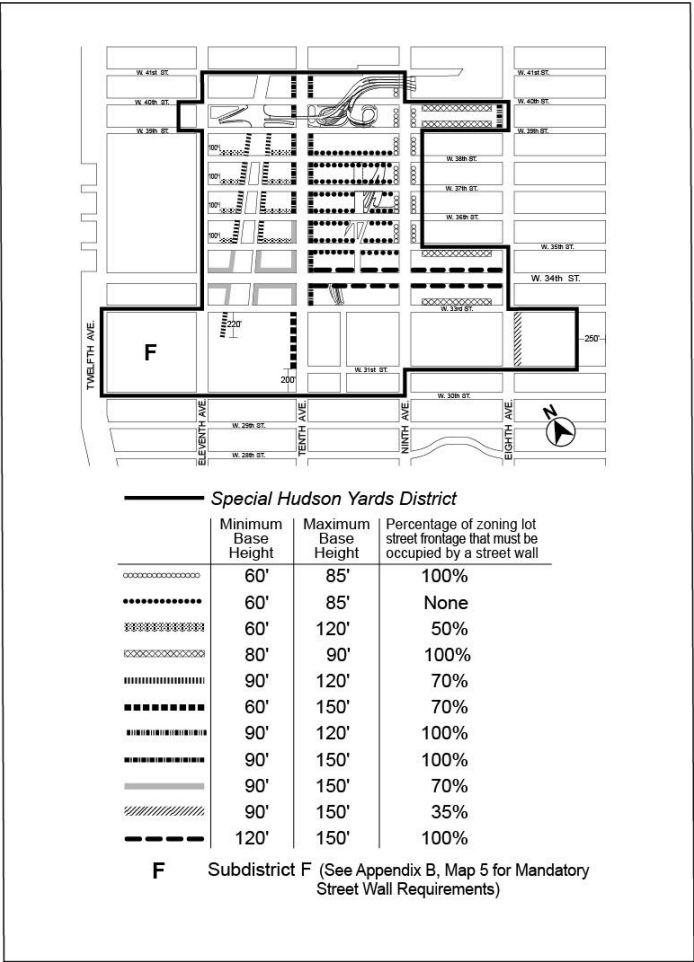 W. 41st ST.
W. 41st ST.
W. 40th ST.
W. 40th ST.
W. 39th ST.
W. 39th ST.
100'
W. 38th ST.
100'
W. 37th ST.
100'
W. 36th ST.
100'
W. 35th ST.
W. 34th ST.
W. 33rd ST.
220'
250'
F
TWELFTH AVE.
W. 31st ST.
200'
W. 30th ST.
ELEVENTH AVE.
TENTH AVE.
NINTH AVE.
EIGHTH AVE.
N
W. 29th ST.
W. 28th ST.
Special Hudson Yards District
Minimum Base Height Maximum Base Height Percentage of zoning lot street frontage that must be occupied by a street wall
60' 85' 100%
60' 85' None
60' 120' 50%
80' 90' 100%
90' 120' 70%
60' 150' 70%
90' 120' 100%
90' 150' 100%
90' 150' 70%
90' 150' 35%
120' 150' 100%
F Subdistrict F (See Appendix B, Map 5 for Mandatory
Street Wall Requirements)